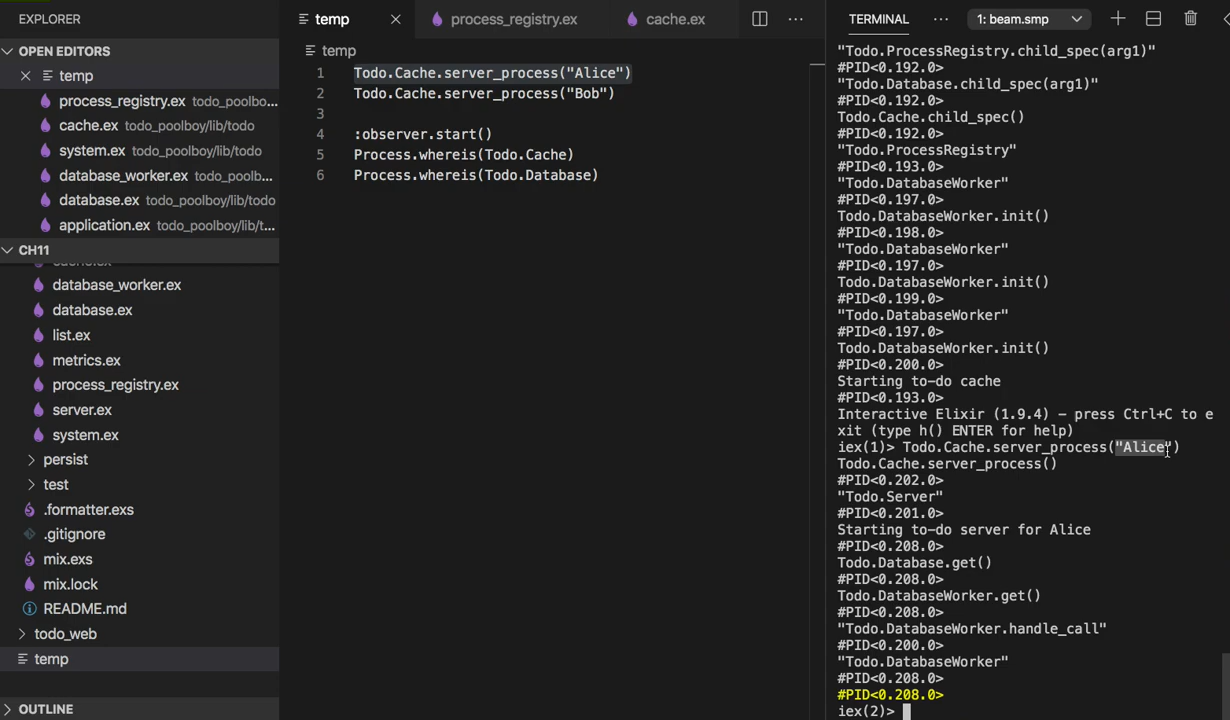 EXPLORER
OPEN EDITORS
temp
process_registry.ex todo_poolbo...
cache.ex todo_poolboy/lib/todo
system.ex todo_poolboy/lib/todo
database_worker.ex todo_poolb...
database.ex todo_poolboy/lib/todo
application.ex todo_poolboy/lib/t...
CH11
cache.ex
database_worker.ex
database.ex
list.ex
metrics.ex
process_registry.ex
server.ex
system.ex
persist
test
.formatter.exs
.gitignore
mix.exs
mix.lock
README.md
todo_web
temp
OUTLINE
temp
process_registry.ex
cache.ex
temp
1 Todo.Cache.server_process("Alice")
2 Todo.Cache.server_process("Bob")
3
4 :observer.start()
5 Process.whereis(Todo.Cache)
6 Process.whereis(Todo.Database)
TERMINAL ... 1: beam.smp
"Todo.ProcessRegistry.child_spec(arg1)"
#PID<0.192.0>
"Todo.Database.child_spec(arg1)"
#PID<0.192.0>
Todo.Cache.child_spec()
#PID<0.192.0>
"Todo.ProcessRegistry"
#PID<0.193.0>
"Todo.DatabaseWorker"
#PID<0.197.0>
Todo.DatabaseWorker.init()
#PID<0.198.0>
"Todo.DatabaseWorker"
#PID<0.197.0>
Todo.DatabaseWorker.init()
#PID<0.199.0>
"Todo.DatabaseWorker"
#PID<0.197.0>
Todo.DatabaseWorker.init()
#PID<0.200.0>
Starting to-do cache
#PID<0.193.0>
Interactive Elixir (1.9.4) - press Ctrl+C to e
xit (type h() ENTER for help)
iex(1)> Todo.Cache.server_process("Alice")
Todo.Cache.server_process()
#PID<0.202.0>
"Todo.Server"
#PID<0.201.0>
Starting to-do server for Alice
#PID<0.208.0>
Todo.Database.get()
#PID<0.208.0>
Todo.DatabaseWorker.get()
#PID<0.208.0>
"Todo.DatabaseWorker.handle_call"
#PID<0.200.0>
"Todo.DatabaseWorker"
#PID<0.208.0>
#PID<0.208.0>
iex(2)>